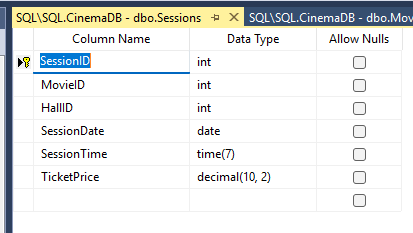 SQL\SQL.CinemaDB - dbo.Sessions SQL\SQL.CinemaDB - dbo.Mov
Column Name Data Type Allow Nulls
SessionID int
MovieID int
HallID int
SessionDate date
SessionTime time(7)
TicketPrice decimal(10, 2)